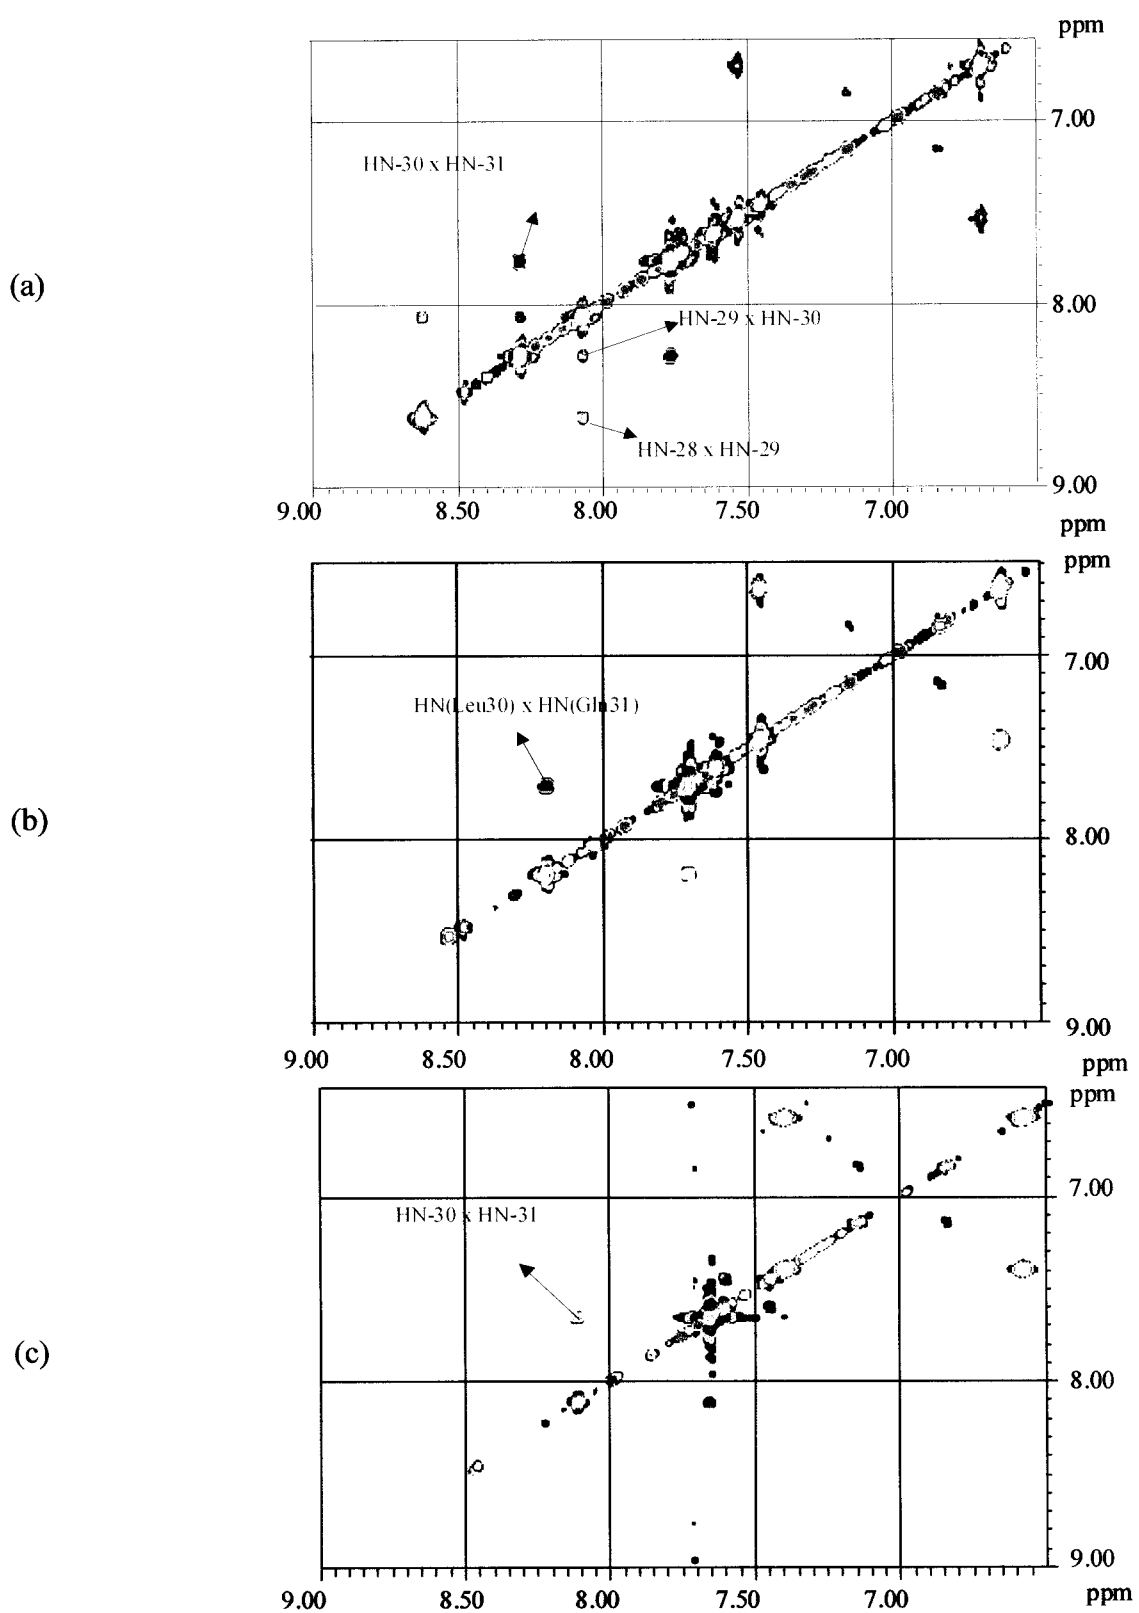 ppm
7.00
HN-30 x HN-31
(a)
8.00
HN-29 x HN-30
HN-28 x HN-29
9.00
9.00 8.50 8.00 7.50 7.00
ppm
ppm
7.00
HN(Leu30) x HN(Gln31)
(b)
8.00
9.00
9.00 8.50 8.00 7.50 7.00
ppm
ppm
7.00
HN-30 x HN-31
(c)
8.00
9.00
9.00 8.50 8.00 7.50 7.00 ppm